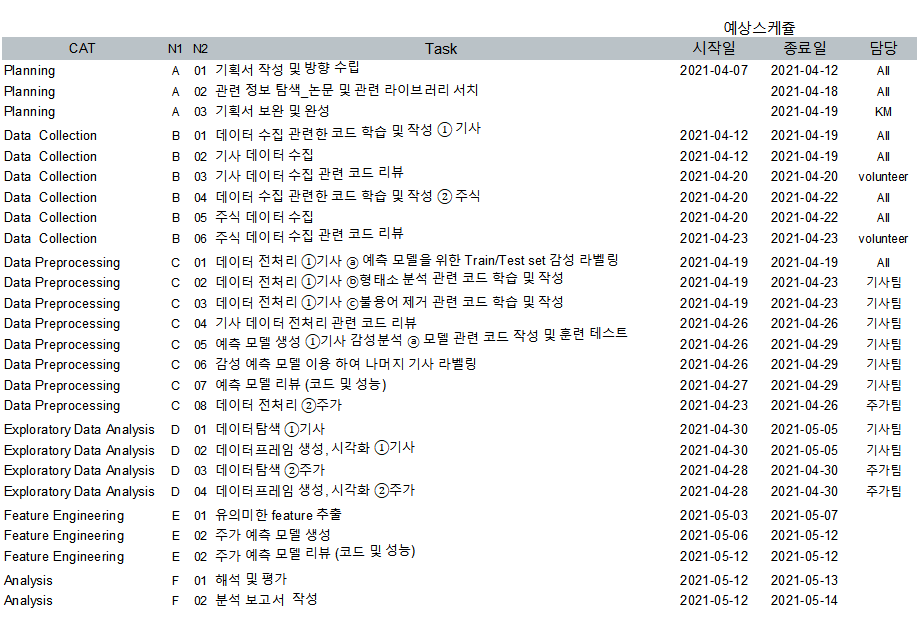 예상스케쥴
CAT N1 N2 Task 시작일 종료일 담당
Planning A 01 기획서 작성 및 방향 수립 2021-04-07 2021-04-12 All
Planning A 02 관련 정보 탐색_논문 및 관련 라이브러리 서치 2021-04-18 All
Planning A 03 기획서 보완 및 완성 2021-04-19 KM
Data Collection B 01 데이터 수집 관련한 코드 학습 및 작성 ① 기사 2021-04-12 2021-04-19 All
Data Collection B 02 기사 데이터 수집 2021-04-12 2021-04-19 All
Data Collection B 03 기사 데이터 수집 관련 코드 리뷰 2021-04-20 2021-04-20 volunteer
Data Collection B 04 데이터 수집 관련한 코드 학습 및 작성 ② 주식 2021-04-20 2021-04-22 All
Data Collection B 05 주식 데이터 수집 2021-04-20 2021-04-22 All
Data Collection B 06 주식 데이터 수집 관련 코드 리뷰 2021-04-23 2021-04-23 volunteer
Data Preprocessing C 01 데이터 전처리 ①기사 ⓐ 예측 모델을 위한 Train/Test set 감성 라벨링 2021-04-19 2021-04-19 All
Data Preprocessing C 02 데이터 전처리 ①기사 ⓑ형태소 분석 관련 코드 학습 및 작성 2021-04-19 2021-04-23 기사팀
Data Preprocessing C 03 데이터 전처리 ①기사 ⓒ불용어 제거 관련 코드 학습 및 작성 2021-04-19 2021-04-23 기사팀
Data Preprocessing C 04 기사 데이터 전처리 관련 코드 리뷰 2021-04-26 2021-04-26 기사팀
Data Preprocessing C 05 예측 모델 생성 ①기사 감성분석 ⓐ 모델 관련 코드 작성 및 훈련 테스트 2021-04-26 2021-04-29 기사팀
Data Preprocessing C 06 감성 예측 모델 이용 하여 나머지 기사 라벨링 2021-04-26 2021-04-29 기사팀
Data Preprocessing C 07 예측 모델 리뷰 (코드 및 성능) 2021-04-27 2021-04-29 기사팀
Data Preprocessing C 08 데이터 전처리 ②주가 2021-04-23 2021-04-26 주가팀
Exploratory Data Analysis D 01 데이터탐색 ①기사 2021-04-30 2021-05-05 기사팀
Exploratory Data Analysis D 02 데이터프레임 생성, 시각화 ①기사 2021-04-30 2021-05-05 기사팀
Exploratory Data Analysis D 03 데이터탐색 ②주가 2021-04-28 2021-04-30 주가팀
Exploratory Data Analysis D 04 데이터프레임 생성, 시각화 ②주가 2021-04-28 2021-04-30 주가팀
Feature Engineering E 01 유의미한 feature 추출 2021-05-03 2021-05-07
Feature Engineering E 02 주가 예측 모델 생성 2021-05-06 2021-05-12
Feature Engineering E 02 주가 예측 모델 리뷰 (코드 및 성능) 2021-05-12 2021-05-12
Analysis F 01 해석 및 평가 2021-05-12 2021-05-13
Analysis F 02 분석 보고서 작성 2021-05-12 2021-05-14